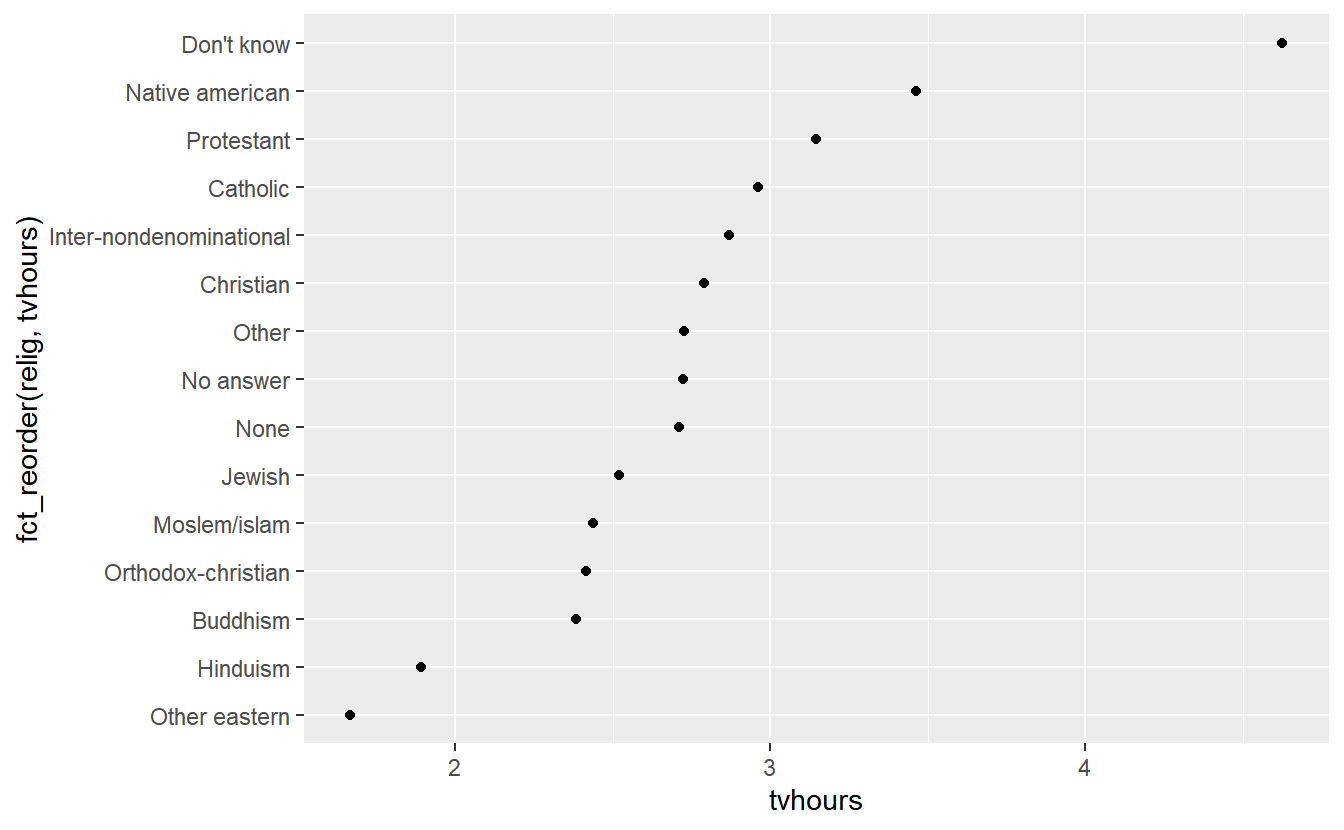 Don't know
Native american
Protestant
Catholic
Inter-nondenominational
Christian
Other
No answer
None
Jewish
Moslem/islam
Orthodox-christian
Buddhism
Hinduism
Other eastern
fct_reorder(relig, tvhours)
2 3 4
tvhours